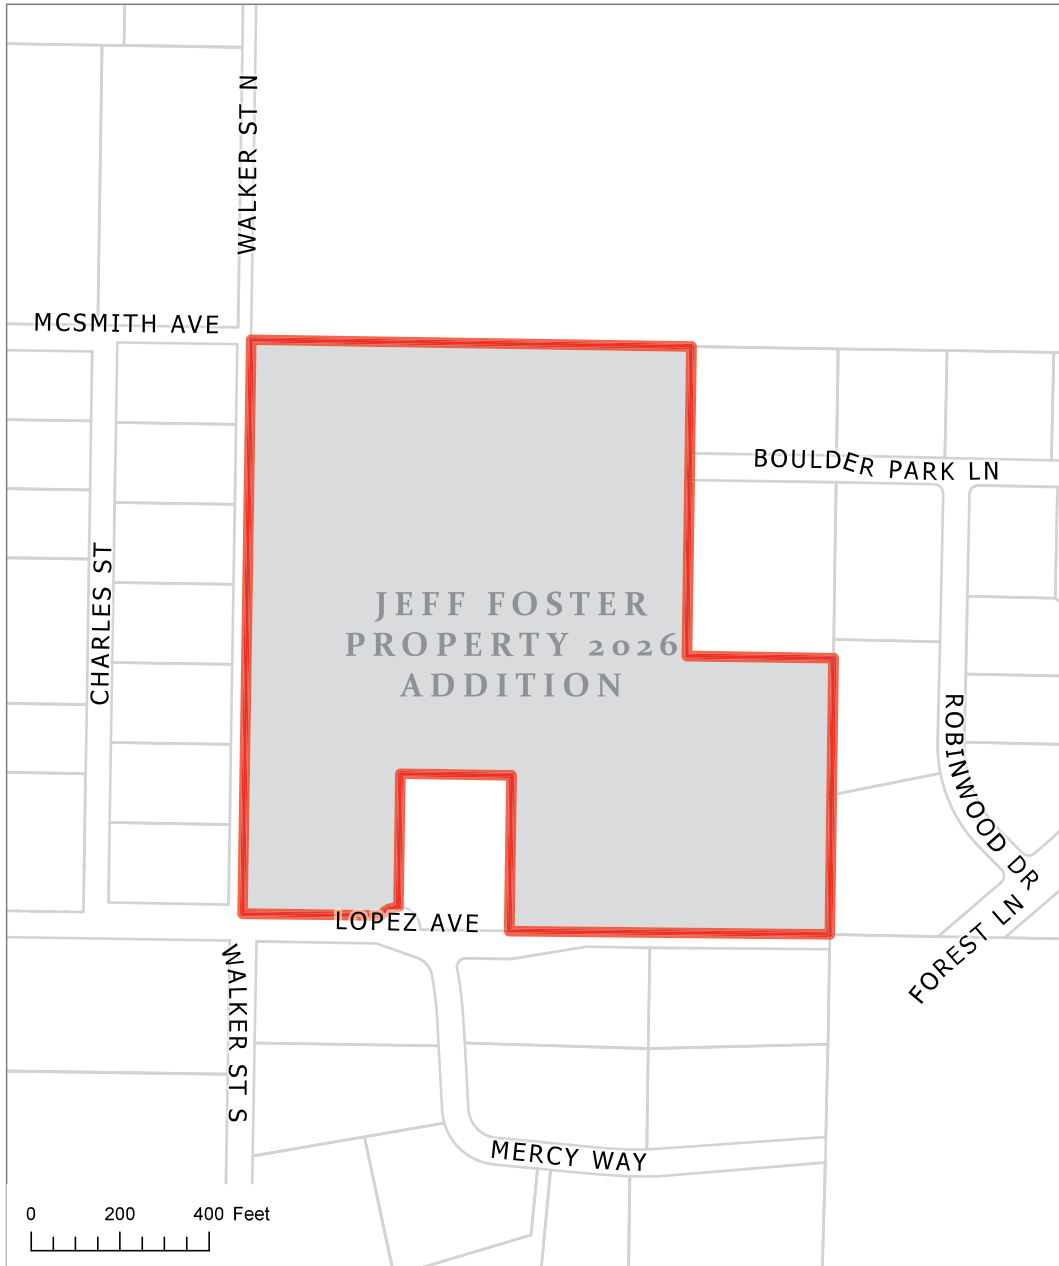 WALKER ST N
MCSMITH AVE
BOULDER PARK LN
CHARLES ST
JEFF FOSTER
PROPERTY 2026
ADDITION
ROBINWOOD DR
FOREST LN
LOPEZ AVE
WALKER ST S
MERCY WAY
0 200 400 Feet